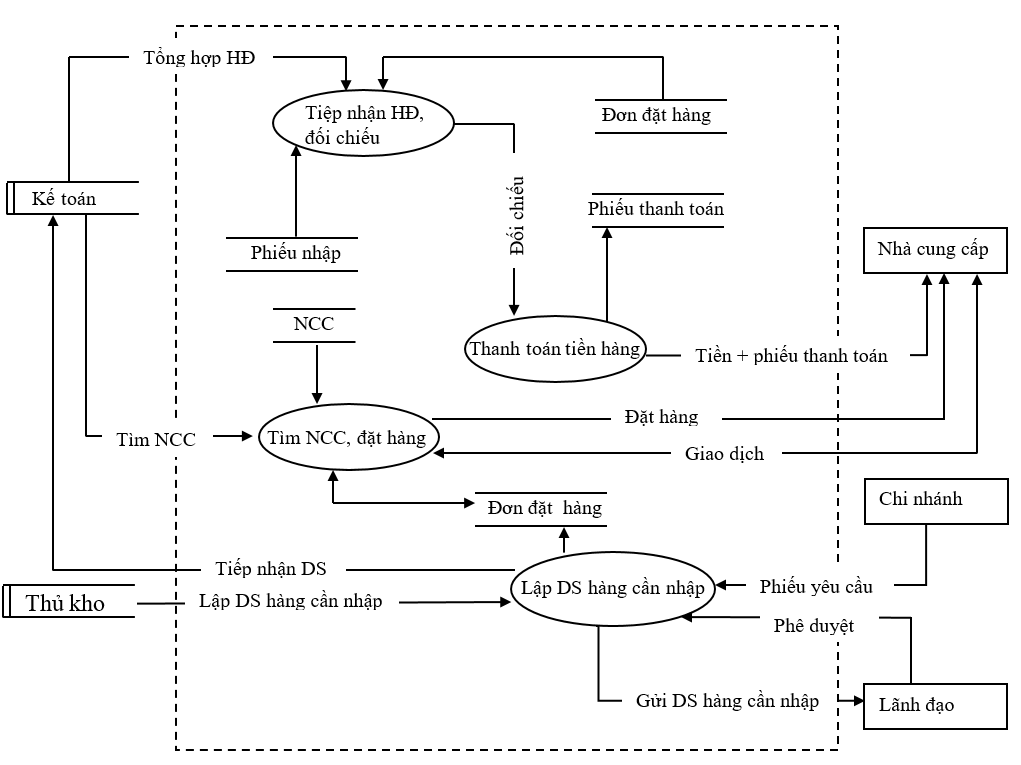 Tổng hợp HĐ
Tiệp nhận HĐ,
đối chiếu
Đơn đặt hàng
Kế toán
Đối chiếu
Phiếu thanh toán
Phiếu nhập
Nhà cung cấp
NCC
Thanh toán tiền hàng
Tiền + phiếu thanh toán
Đặt hàng
Tìm NCC
Tìm NCC, đặt hàng
Giao dịch
Đơn đặt hàng
Chi nhánh
Tiếp nhận DS
Lập DS hàng cần nhập
Phiếu yêu cầu
Thủ kho
Lập DS hàng cần nhập
Phê duyệt
Gửi DS hàng cần nhập
Lãnh đạo